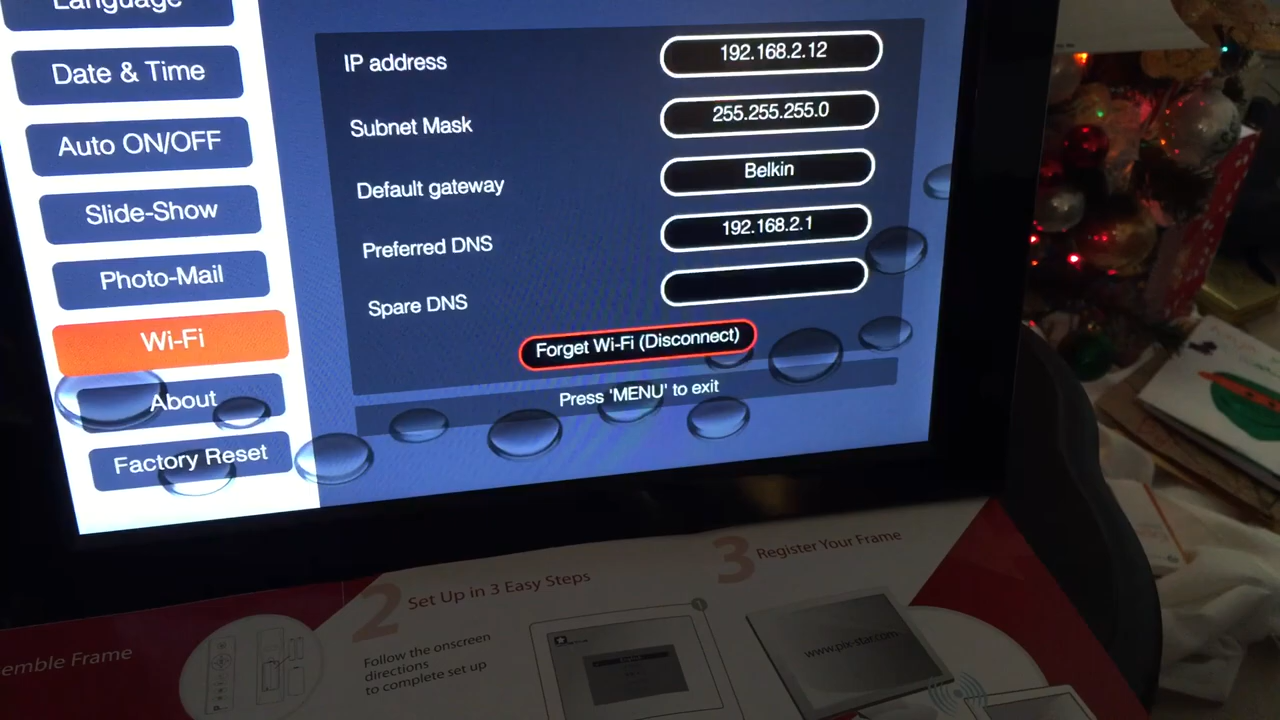 Language
Date & Time
Auto ON/OFF
Slide-Show
Photo-Mail
Wi-Fi
About
Factory Reset
IP address 192.168.2.12
Subnet Mask 255.255.255.0
Default gateway Belkin
Preferred DNS 192.168.2.1
Spare DNS
Forget Wi-Fi (Disconnect)
Press 'MENU' to exit
emble Frame
2 Set Up in 3 Easy Steps
Follow the onscreen
directions
to complete set up
1
3 Register Your Frame
www.pix-star.com